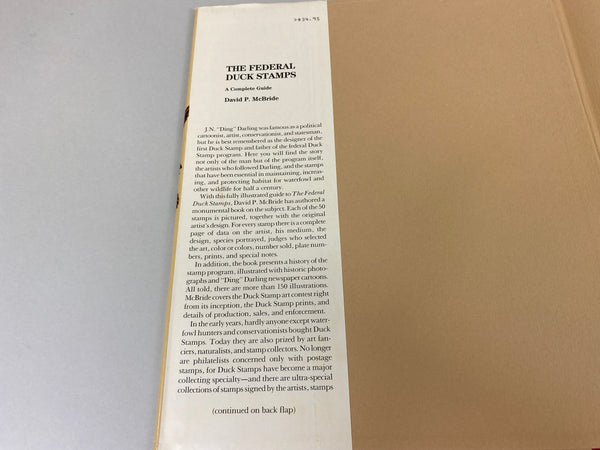 >$34.95
THE FEDERAL
DUCK STAMPS
A Complete Guide
David P. McBride
J. N. "Ding" Darling was famous as a political
cartoonist, artist, conservationist, and statesman,
but he is best remembered as the designer of the
first Duck Stamp and father of the federal Duck
Stamp program. Here you will find the story
not only of the man but of the program itself,
the artists who followed Darling, and the stamps
that have been essential in maintaining, increas-
ing, and protecting habitat for waterfowl and
other wildlife for half a century.
With this fully illustrated guide to The Federal
Duck Stamps, David P. McBride has authored a
monumental book on the subject. Each of the 50
stamps is pictured, together with the original
artist's design. For every stamp there is a complete
page of data on the artist, his medium, the
design, species portrayed, judges who selected
the art, color or colors, number sold, plate num-
bers, prints, and special notes.
In addition, the book presents a history of the
stamp program, illustrated with historic photo-
graphs and "Ding" Darling newspaper cartoons.
All told, there are more than 150 illustrations.
McBride covers the Duck Stamp art contest right
from its inception, the Duck Stamp prints, and
details of production, sales, and enforcement.
In the early years, hardly anyone except water-
fowl hunters and conservationists bought Duck
Stamps. Today they are also prized by art fan-
ciers, naturalists, and stamp collectors. No longer
are philatelists concerned only with postage
stamps, for Duck Stamps have become a major
collecting specialty—and there are ultra-special
collections of stamps signed by the artists, stamps
(continued on back flap)